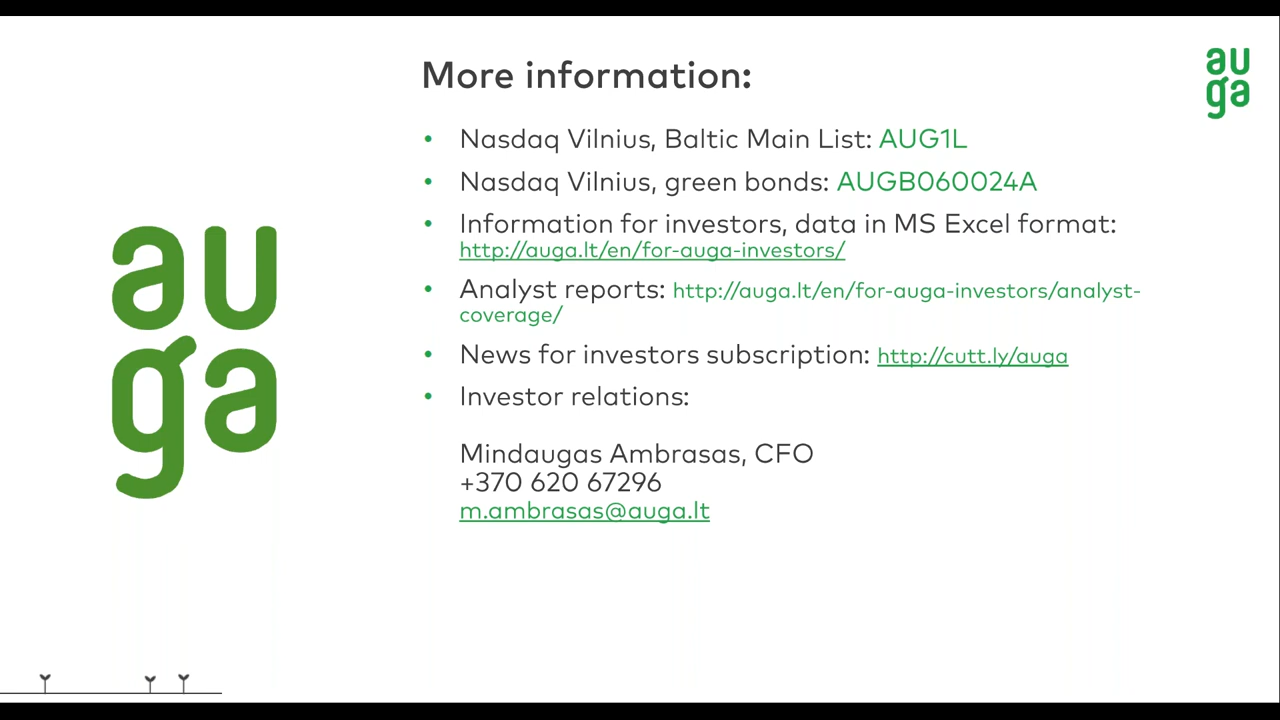 More information:
au
ga
• Nasdaq Vilnius, Baltic Main List: AUG1L
• Nasdaq Vilnius, green bonds: AUGB060024A
• Information for investors, data in MS Excel format:
http://auga.lt/en/for-auga-investors/
• Analyst reports: http://auga.lt/en/for-auga-investors/analyst-
coverage/
• News for investors subscription: http://cutt.ly/auga
• Investor relations:
Mindaugas Ambrasas, CFO
+370 620 67296
m.ambrasas@auga.lt
au
ga